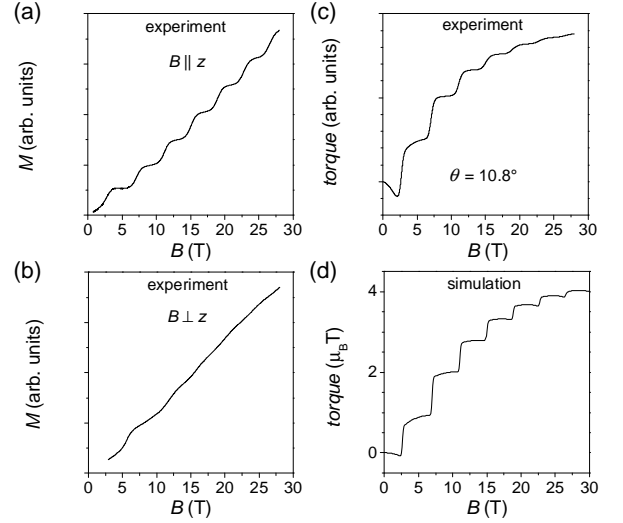 (a)
experiment
B || z
M (arb. units)
0 5 10 15 20 25 30
B (T)
(c)
experiment
θ = 10.8°
torque (arb. units)
0 5 10 15 20 25 30
B (T)
(b)
experiment
B ⊥ z
M (arb. units)
0 5 10 15 20 25 30
B (T)
(d)
simulation
4
2
0
torque (μ_BT)
0 5 10 15 20 25 30
B (T)